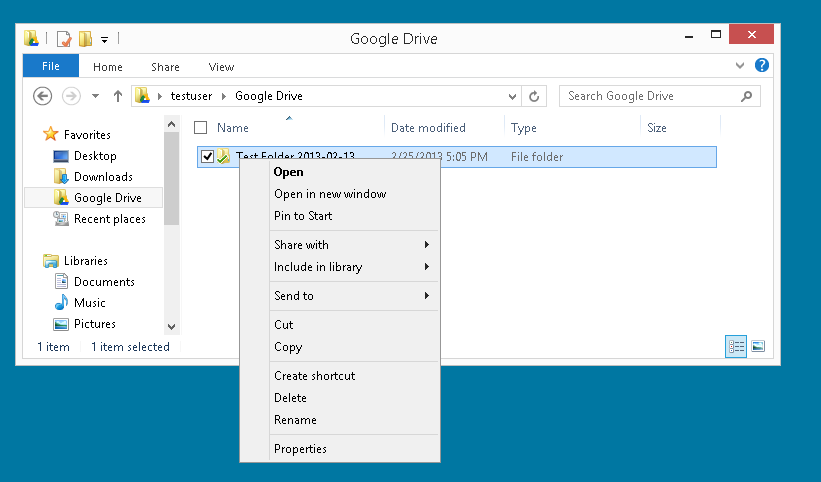 Google Drive
File Home Share View
testuser Google Drive
Search Google Drive
Name Date modified Type Size
Test Folder 2013-02-13 2/25/2013 5:05 PM File folder
Favorites
Desktop
Downloads
Google Drive
Recent places
Libraries
Documents
Music
Pictures
Open
Open in new window
Pin to Start
Share with
Include in library
Send to
Cut
Copy
Create shortcut
Delete
Rename
Properties
1 item 1 item selected